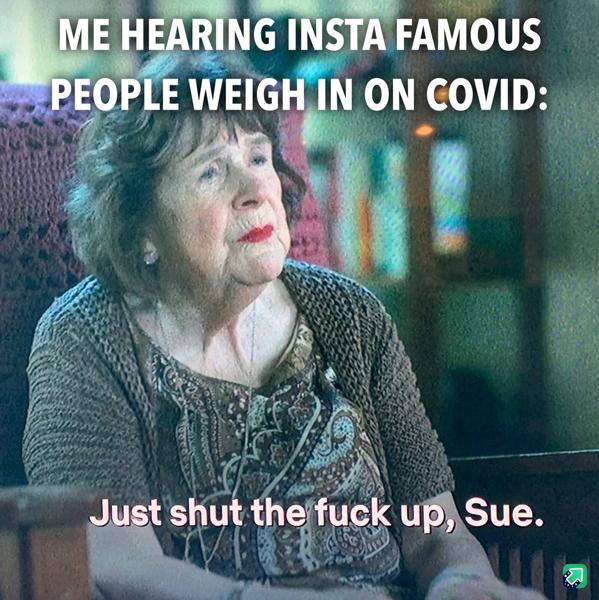 ME HEARING INSTA FAMOUS
PEOPLE WEIGH IN ON COVID:
Just shut the fuck up, Sue.